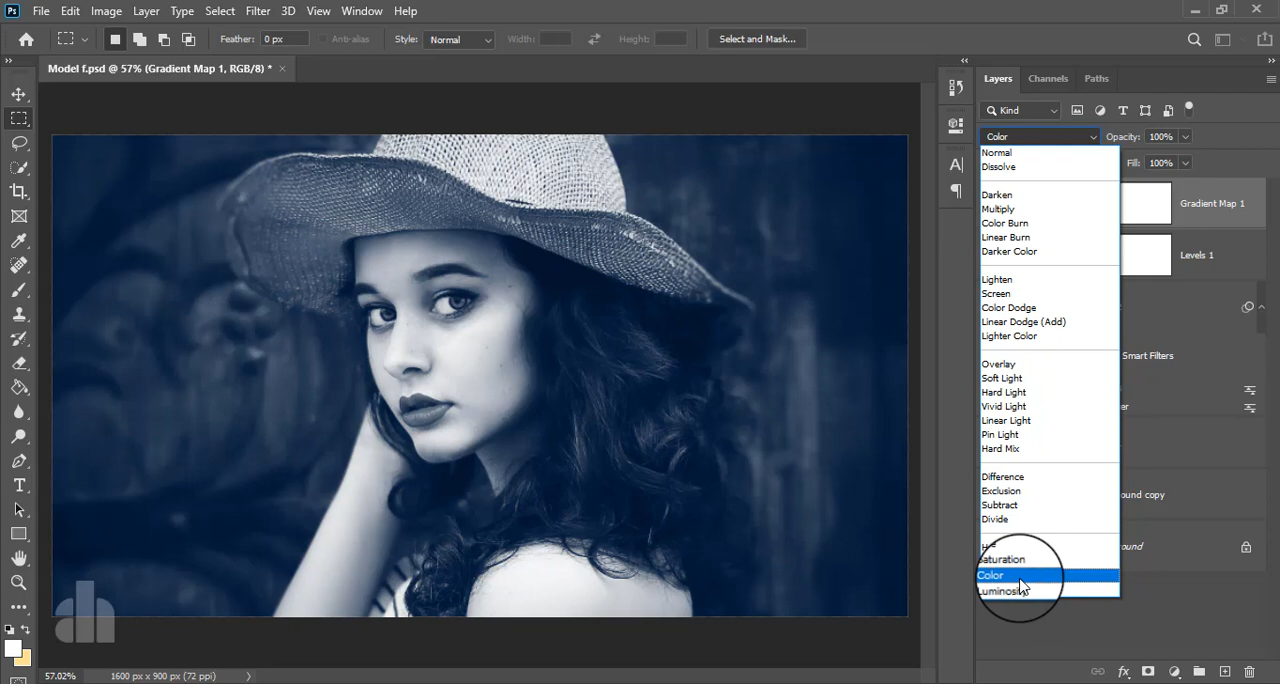 Ps File Edit Image Layer Type Select Filter 3D View Window Help
Feather: 0 px Anti-alias Style: Normal Width: Height: Select and Mask...
Model f.psd @ 57% (Gradient Map 1, RGB/8) *
Layers Channels Paths
Kind
Color Opacity: 100%
Normal
Dissolve
Fill: 100%
Darken
Multiply
Color Burn
Linear Burn
Darker Color
Gradient Map 1
Levels 1
Lighten
Screen
Color Dodge
Linear Dodge (Add)
Lighter Color
Smart Filters
Overlay
Soft Light
Hard Light
Vivid Light
Linear Light
Pin Light
Hard Mix
er
Difference
Exclusion
Subtract
Divide
ound copy
ound
Saturation
Color
dh
57.02% 1600 px x 900 px (72 ppi)